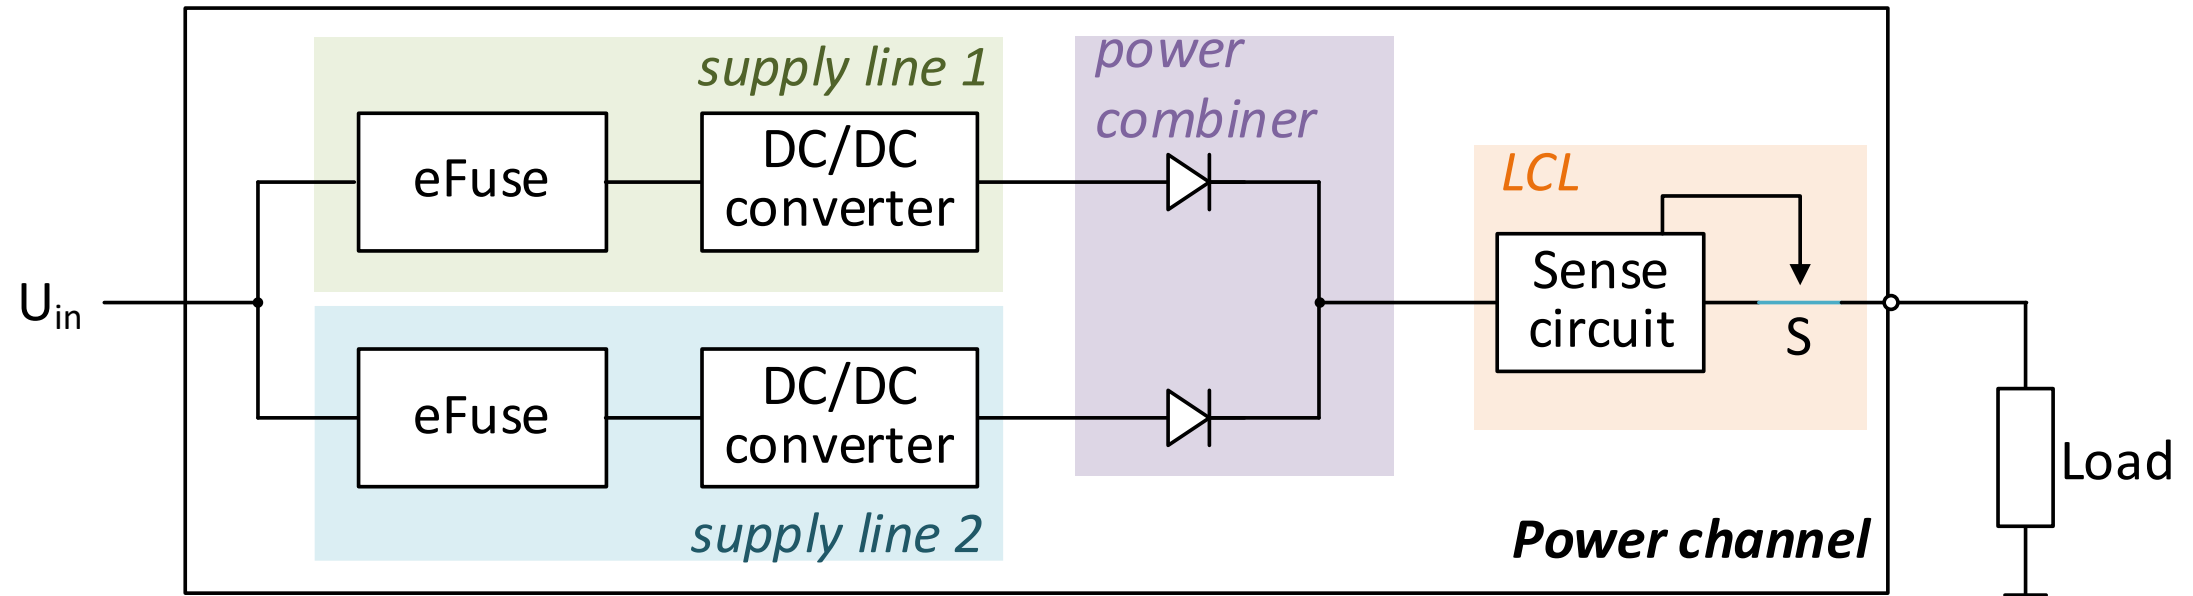 supply line 1
power
combiner
eFuse
DC/DC
converter
LCL
Sense
circuit
S
Uin
eFuse
DC/DC
converter
supply line 2
Power channel
Load